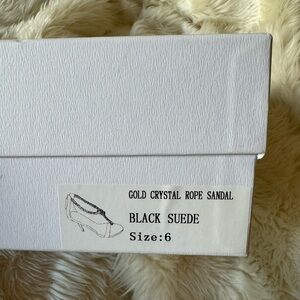 GOLD CRYSTAL ROPE SANDAL
BLACK SUEDE
Size:6